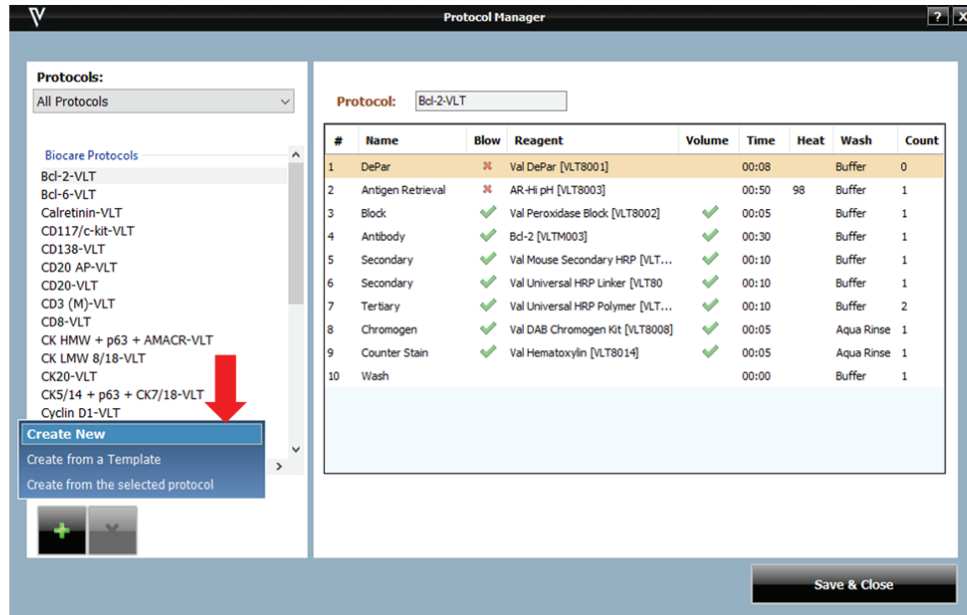 Protocol Manager
?
X
Protocols:
All Protocols
Biocare Protocols
Bcl-2-VLT
Bcl-6-VLT
Calretinin-VLT
CD117/c-kit-VLT
CD138-VLT
CD20 AP-VLT
CD20-VLT
CD3 (M)-VLT
CD8-VLT
CK HMW + p63 + AMACR-VLT
CK LMW 8/18-VLT
CK20-VLT
CK5/14 + p63 + CK7/18-VLT
Cyclin D1-VLT
Create New
Create from a Template
Create from the selected protocol
Protocol: Bcl-2-VLT
# Name Blow Reagent Volume Time Heat Wash Count
1 DePar Val DePar [VLT8001] 00:08 Buffer 0
2 Antigen Retrieval AR-Hi pH [VLT8003] 00:50 98 Buffer 1
3 Block Val Peroxidase Block [VLT8002] 00:05 Buffer 1
4 Antibody Bcl-2 [VLTM003] 00:30 Buffer 1
5 Secondary Val Mouse Secondary HRP [VLT... 00:10 Buffer 1
6 Secondary Val Universal HRP Linker [VLT80 00:10 Buffer 1
7 Tertiary Val Universal HRP Polymer [VLT... 00:10 Buffer 2
8 Chromogen Val DAB Chromogen Kit [VLT8008] 00:05 Aqua Rinse 1
9 Counter Stain Val Hematoxylin [VLT8014] 00:05 Aqua Rinse 1
10 Wash 00:00 Buffer 1
Save & Close